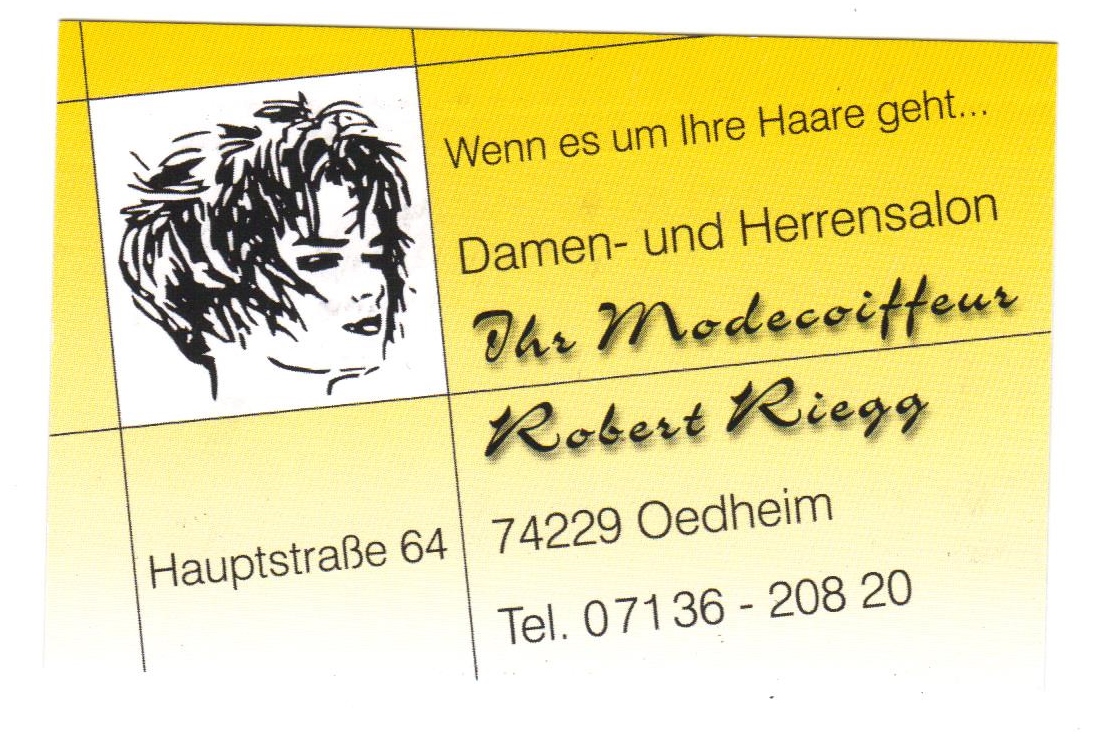 Wenn es um Ihre Haare geht...
Damen- und Herrensalon
Ihr Modecoiffeur
Robert Riegg
Hauptstraße 64
74229 Oedheim
Tel. 07136 - 208 20